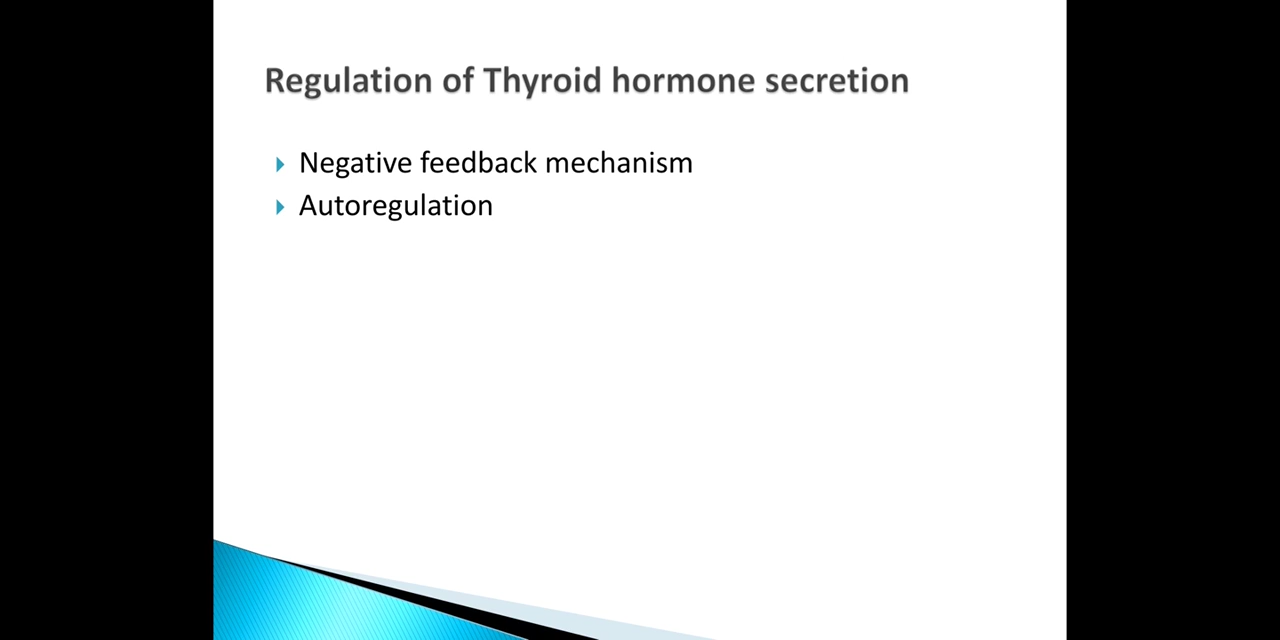 Regulation of Thyroid hormone secretion
Negative feedback mechanism
Autoregulation